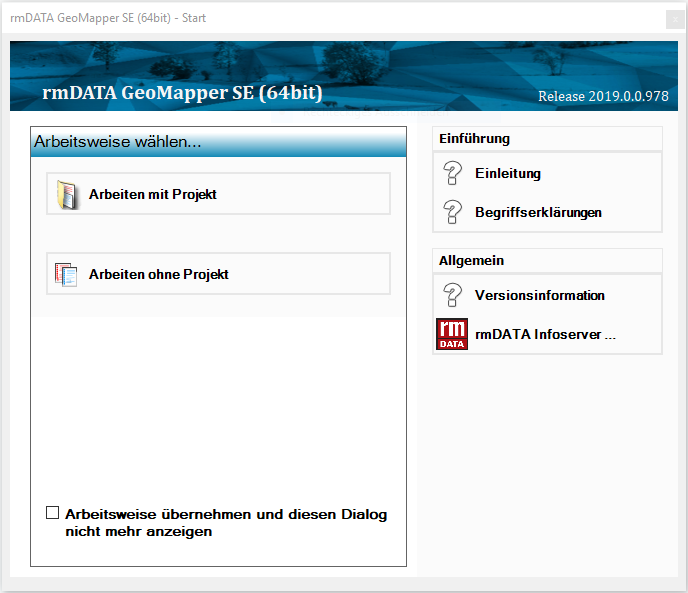 rmDATA GeoMapper SE (64bit) - Start
rmDATA GeoMapper SE (64bit)
Release 2019.0.0.978
Arbeitsweise wählen...
Arbeiten mit Projekt
Arbeiten ohne Projekt
Arbeitsweise übernehmen und diesen Dialog
nicht mehr anzeigen
Einführung
Einleitung
Begriffserklärungen
Allgemein
Versionsinformation
rm
DATA
rmDATA Infoserver ...